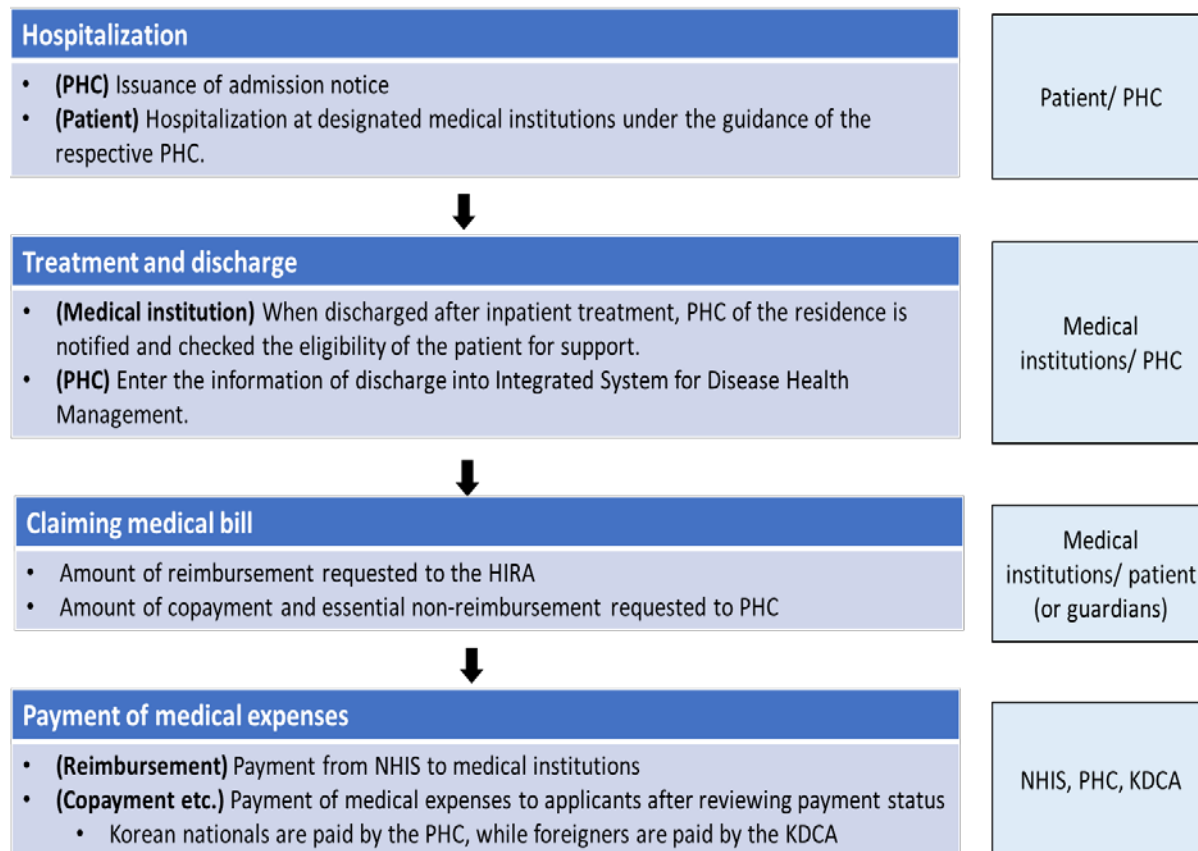 Hospitalization
• (PHC) Issuance of admission notice
• (Patient) Hospitalization at designated medical institutions under the guidance of the
respective PHC.
Patient/ PHC
Treatment and discharge
• (Medical institution) When discharged after inpatient treatment, PHC of the residence is
notified and checked the eligibility of the patient for support.
• (PHC) Enter the information of discharge into Integrated System for Disease Health
Management.
Medical
institutions/ PHC
Claiming medical bill
• Amount of reimbursement requested to the HIRA
• Amount of copayment and essential non-reimbursement requested to PHC
Medical
institutions/ patient
(or guardians)
Payment of medical expenses
• (Reimbursement) Payment from NHIS to medical institutions
• (Copayment etc.) Payment of medical expenses to applicants after reviewing payment status
• Korean nationals are paid by the PHC, while foreigners are paid by the KDCA
NHIS, PHC, KDCA